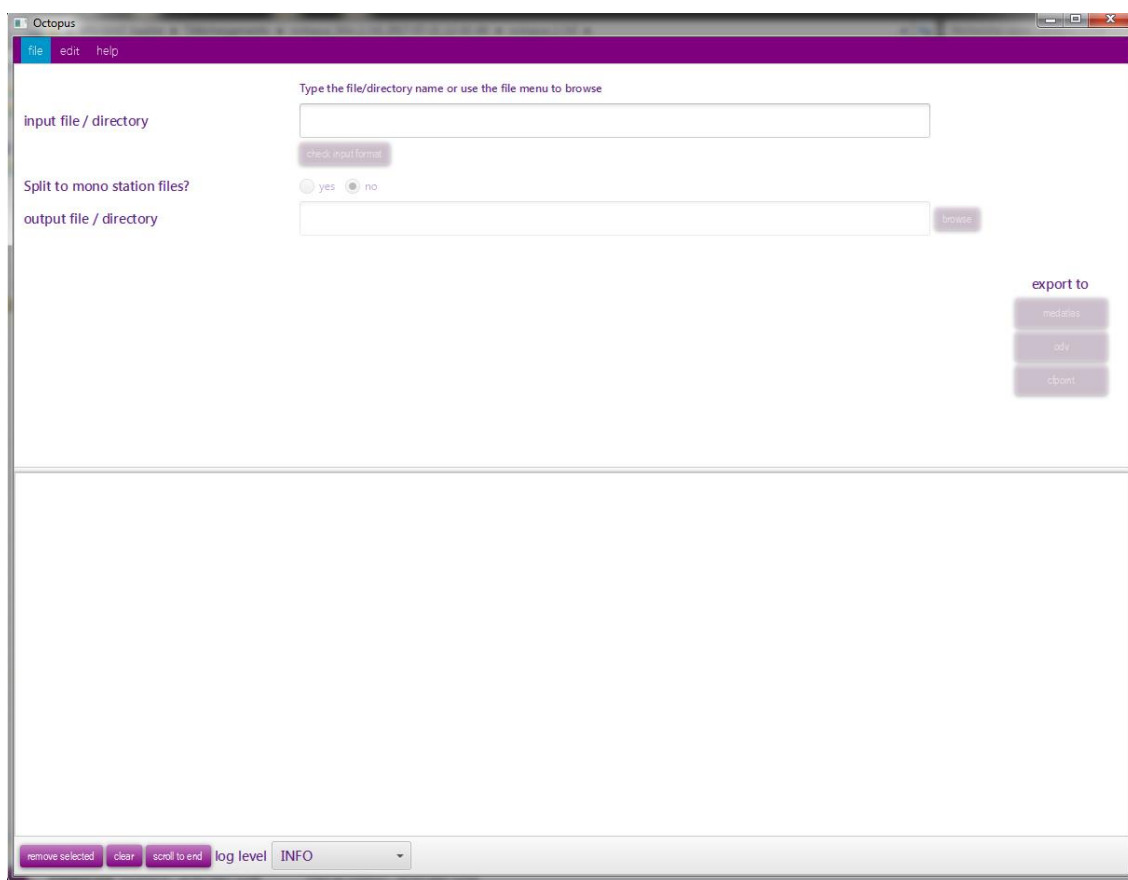 Octopus
file edit help
Type the file/directory name or use the file menu to browse
input file / directory
check input format
Split to mono station files? yes no
output file / directory browse
export to
medatlas
odv
cfpoint
remove selected clear scroll to end log level INFO